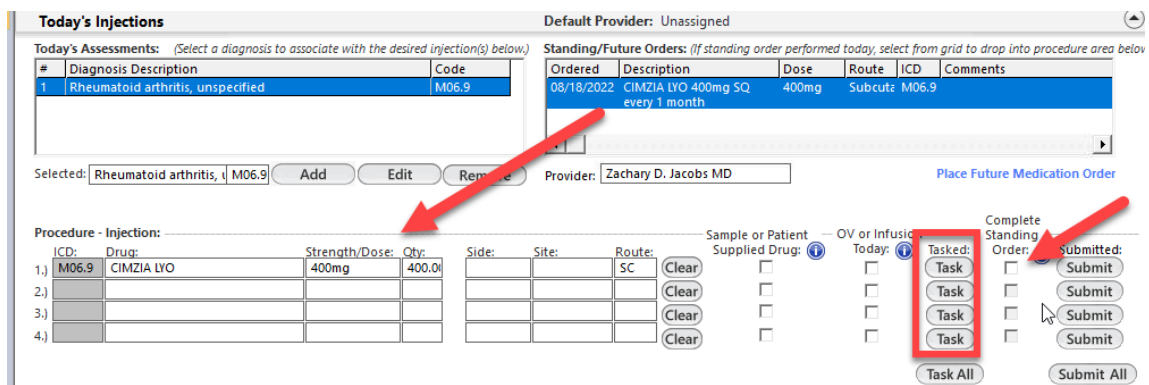 Today's Injections Default Provider: Unassigned
Today's Assessments: (Select a diagnosis to associate with the desired injection(s) below.) Standing/Future Orders: (If standing order performed today, select from grid to drop into procedure area below
# Diagnosis Description Code Ordered Description Dose Route ICD Comments
1 Rheumatoid arthritis, unspecified M06.9 08/18/2022 CIMZIA LYO 400mg SQ 400mg Subcuta M06.9
every 1 month
Selected: Rheumatoid arthritis, u M06.9 Add Edit Remove Provider: Zachary D. Jacobs MD Place Future Medication Order
Complete
Procedure - Injection: Sample or Patient OV or Infusion Standing
ICD: Drug: Strength/Dose: Qty: Side: Site: Route: Supplied Drug: Today: Tasked: Order: Submitted:
1.) M06.9 CIMZIA LYO 400mg 400.0 SC Clear Task Submit
2.) Clear Task Submit
3.) Clear Task Submit
4.) Clear Task Submit
Task All Submit All